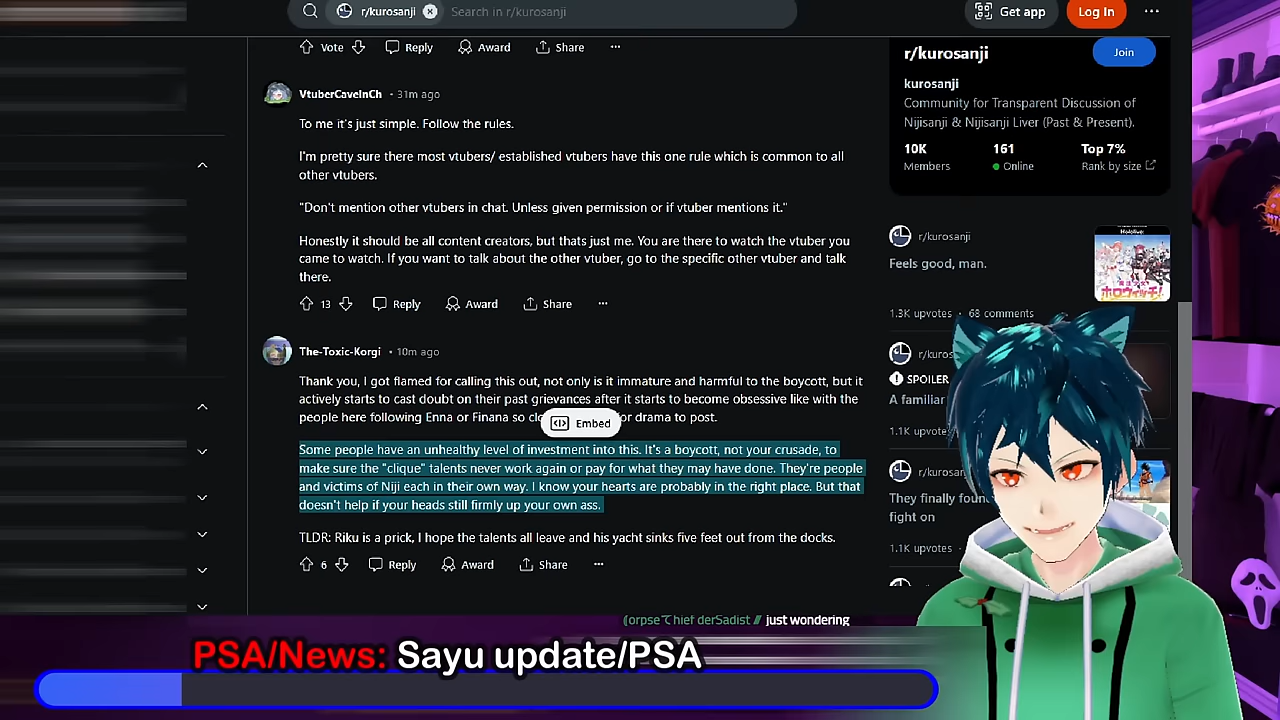 r/kurosanji
Search in r/kurosanji
Get app
Log In
Vote
Reply
Award
Share
VtuberCaveInCh • 31m ago
To me it's just simple. Follow the rules.
I'm pretty sure there most vtubers/ established vtubers have this one rule which is common to all
other vtubers.
"Don't mention other vtubers in chat. Unless given permission or if vtuber mentions it."
Honestly it should be all content creators, but thats just me. You are there to watch the vtuber you
came to watch. If you want to talk about the other vtuber, go to the specific other vtuber and talk
there.
13
Reply
Award
Share
The-Toxic-Korgi • 10m ago
Thank you, I got flamed for calling this out, not only is it immature and harmful to the boycott, but it
actively starts to cast doubt on their past grievances after it starts to become obsessive like with the
people here following Enna or Finana so or drama to post.
Embed
Some people have an unhealthy level of investment into this. It's a boycott, not your crusade, to
make sure the "clique" talents never work again or pay for what they may have done. They're people
and victims of Niji each in their own way. I know your hearts are probably in the right place. But that
doesn't help if your heads still firmly up your own ass.
TLDR: Riku is a prick, I hope the talents all leave and his yacht sinks five feet out from the docks.
6
Reply
Award
Share
r/kurosanji
Join
kurosanji
Community for Transparent Discussion of
Nijisanji & Nijisanji Liver (Past & Present).
10K
161
Top 7%
Members
Online
Rank by size
r/kurosanji
Feels good, man.
ホロウィッチ!
1.3K upvotes • 68 comments
r/kuros
SPOILER
A familiar
1.1K upvote
r/kurosan
They finally foun
fight on
1.1K upvotes
(orpse℃hief derSadist // just wondering
PSA/News: Sayu update/PSA